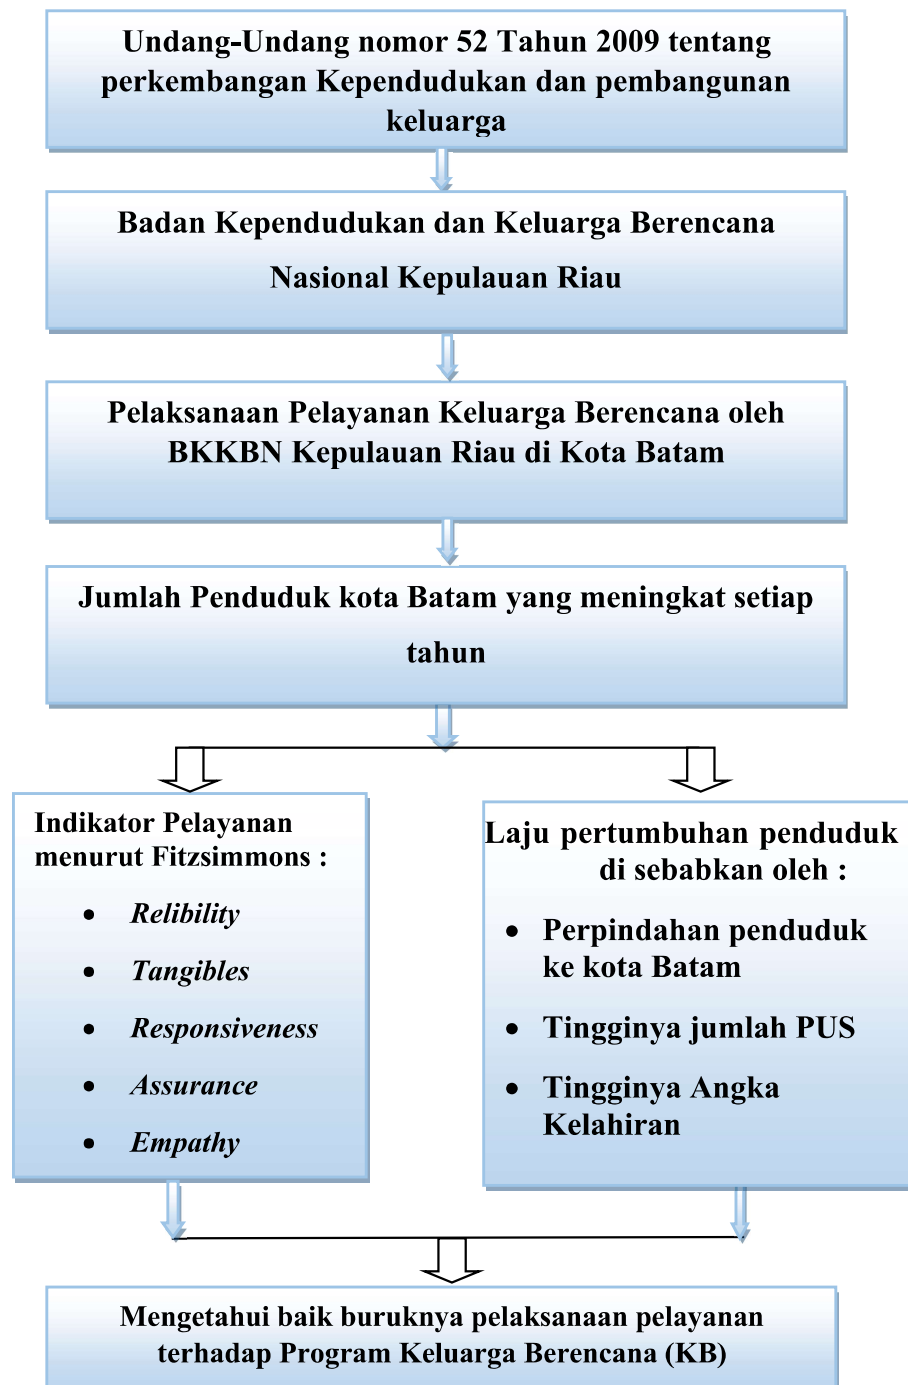 Undang-Undang nomor 52 Tahun 2009 tentang
perkembangan Kependudukan dan pembangunan
keluarga
Badan Kependudukan dan Keluarga Berencana
Nasional Kepulauan Riau
Pelaksanaan Pelayanan Keluarga Berencana oleh
BKKBN Kepulauan Riau di Kota Batam
Jumlah Penduduk kota Batam yang meningkat setiap
tahun
Indikator Pelayanan
menurut Fitzsimmons :
• Relibility
• Tangibles
• Responsiveness
• Assurance
• Empathy
Laju pertumbuhan penduduk
di sebabkan oleh :
• Perpindahan penduduk
ke kota Batam
• Tingginya jumlah PUS
• Tingginya Angka
Kelahiran
Mengetahui baik buruknya pelaksanaan pelayanan
terhadap Program Keluarga Berencana (KB)